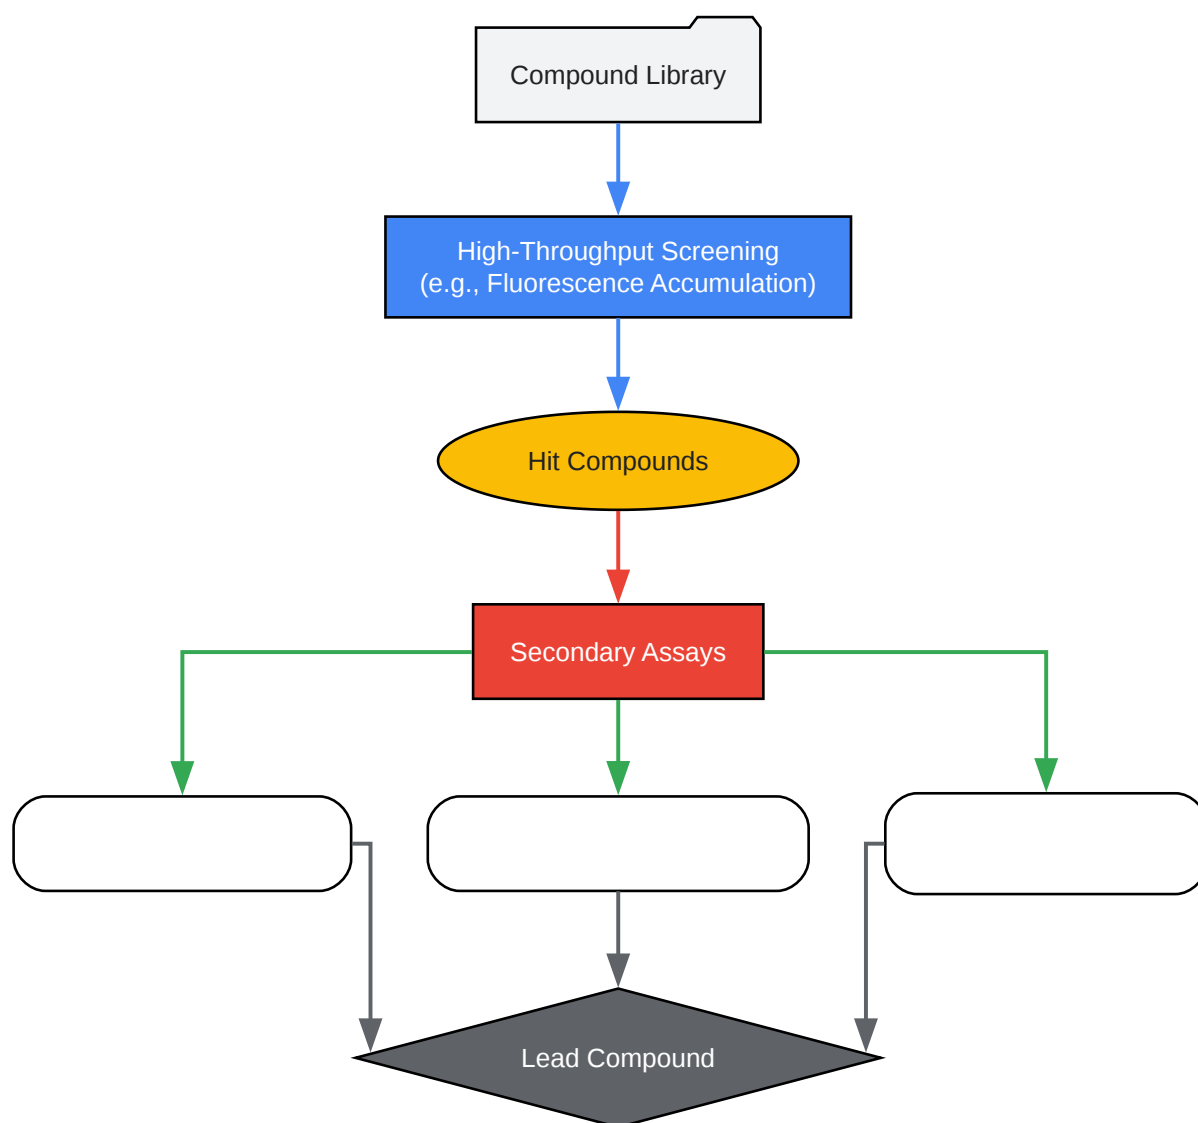 Compound Library
High-Throughput Screening
(e.g., Fluorescence Accumulation)
Hit Compounds
Secondary Assays
Lead Compound